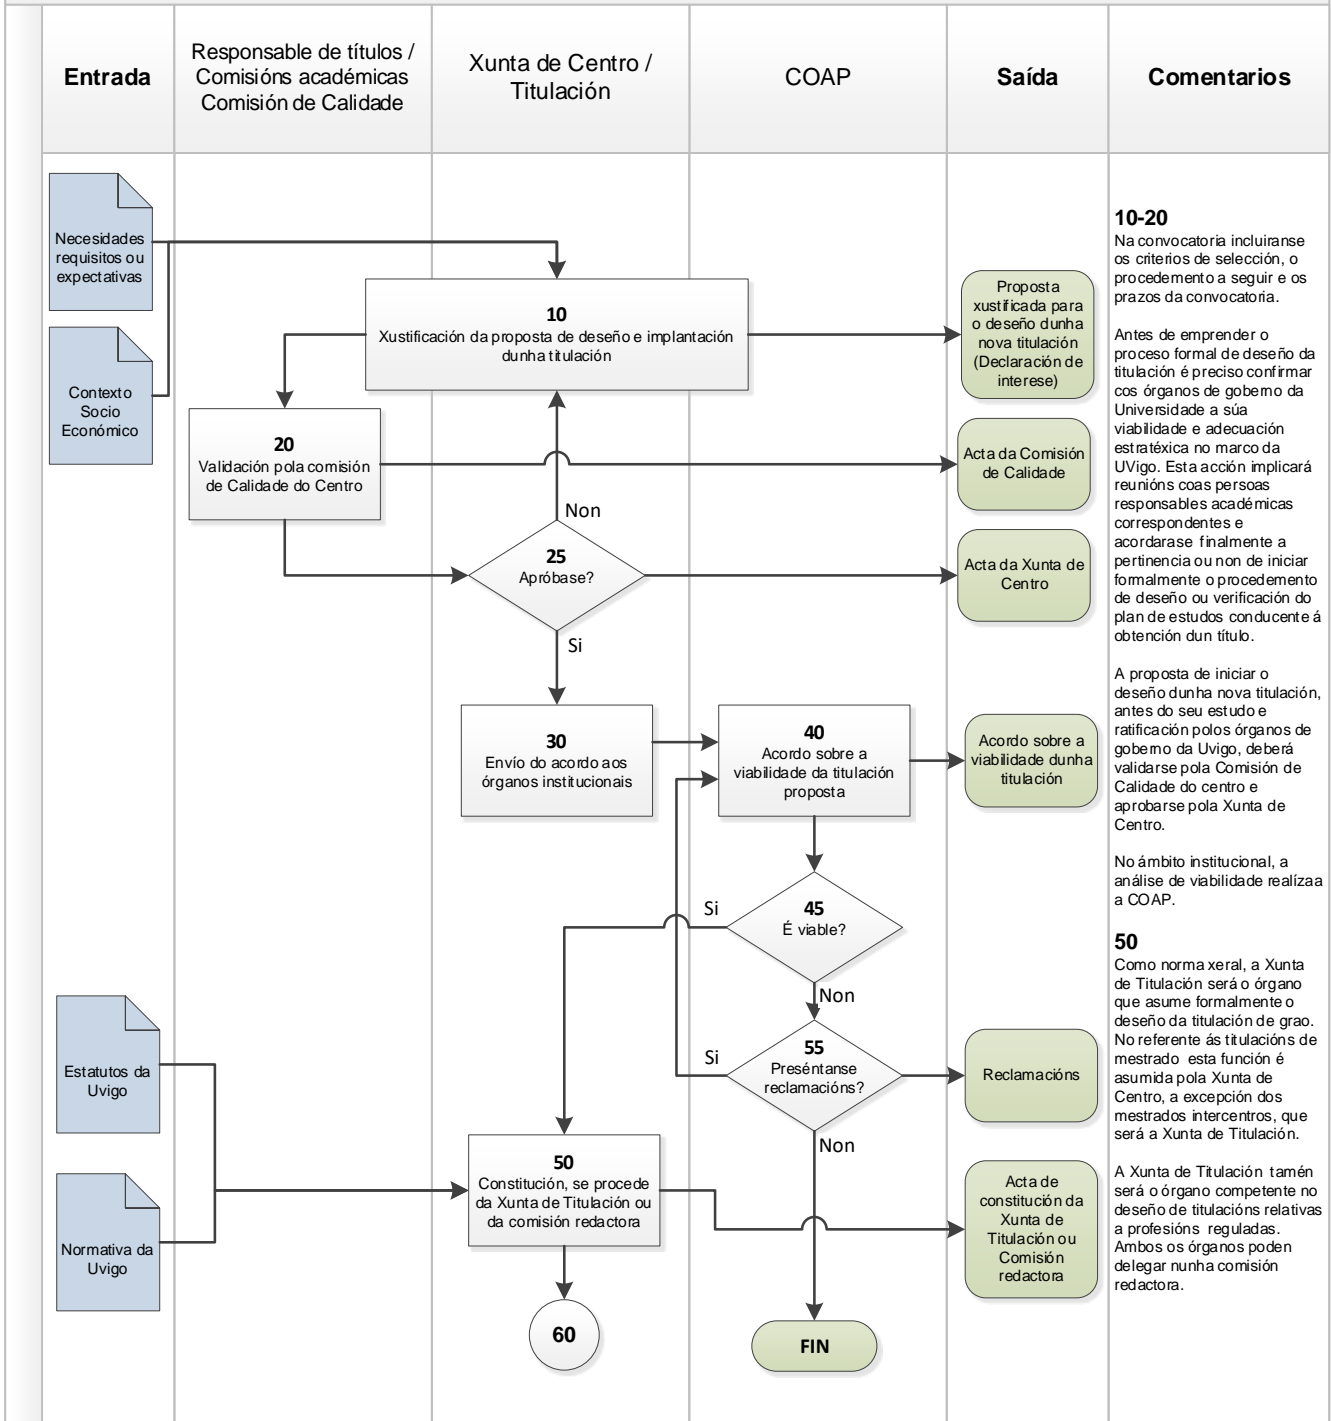 Entrada
Responsable de títulos /
Comisións académicas
Comisión de Calidade
Xunta de Centro /
Titulación
COAP
Saída
Comentarios
Necesidades
requisitos ou
expectativas
Contexto
Socio
Económico
10
Xustificación da proposta de deseño e implantación
dunha titulación
Proposta
xustificada para
o deseño dunha
nova titulación
(Declaración de
interese)
20
Validación pola comisión
de Calidade do Centro
Acta da Comisión
de Calidade
Non
25
Apróbase?
Acta da Xunta de
Centro
Si
30
Envío do acordo aos
órganos institucionais
40
Acordo sobre a
viabilidade da titulación
proposta
Acordo sobre a
viabilidade dunha
titulación
Si
45
É viable?
Non
Si
55
Preséntanse
reclamacións?
Reclamacións
Non
Estatutos da
Uvigo
Normativa da
Uvigo
50
Constitución, se procede
da Xunta de Titulación ou
da comisión redactora
Acta de
constitución da
Xunta de
Titulación ou
Comisión
redactora
60
FIN
10-20
Na convocatoria incluiranse
os criterios de selección, o
procedemento a seguir e os
prazos da convocatoria.
Antes de emprender o
proceso formal de deseño da
titulación é preciso confirmar
cos órganos de goberno da
Universidade a súa
viabilidade e adecuación
estratéxica no marco da
UVigo. Esta acción implicará
reunións coas persoas
responsables académicas
correspondentes e
acordarase finalmente a
pertinencia ou non de iniciar
formalmente o procedemento
de deseño ou verificación do
plan de estudos conducente á
obtención dun título.
A proposta de iniciar o
deseño dunha nova titulación,
antes do seu estudo e
ratificación polos órganos de
goberno da Uvigo, deberá
validarse pola Comisión de
Calidade do centro e
aprobarse pola Xunta de
Centro.
No ámbito institucional, a
análise de viabilidade realízaa
a COAP.
50
Como norma xeral, a Xunta
de Titulación será o órgano
que asume formalmente o
deseño da titulación de grao.
No referente ás titulacións de
mestrado esta función é
asumida pola Xunta de
Centro, a excepción dos
mestrados intercentros, que
será a Xunta de Titulación.
A Xunta de Titulación tamén
será o órgano competente no
deseño de titulacións relativas
a profesións reguladas.
Ambos os órganos poden
delegar nunha comisión
redactora.